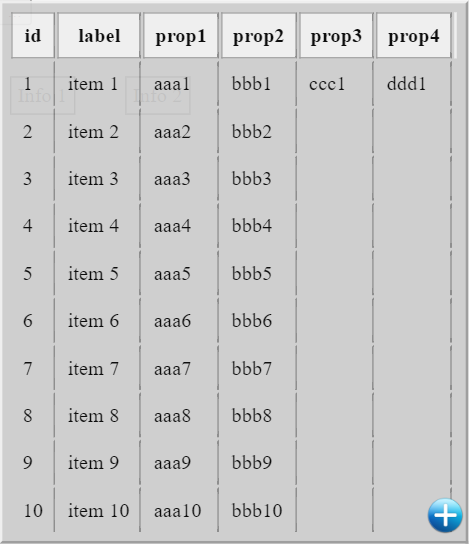 id label prop1 prop2 prop3 prop4
1 item 1 aaa1 bbb1 ccc1 ddd1
Info 1 Info 2
2 item 2 aaa2 bbb2
3 item 3 aaa3 bbb3
4 item 4 aaa4 bbb4
5 item 5 aaa5 bbb5
6 item 6 aaa6 bbb6
7 item 7 aaa7 bbb7
8 item 8 aaa8 bbb8
9 item 9 aaa9 bbb9
10 item 10 aaa10 bbb10